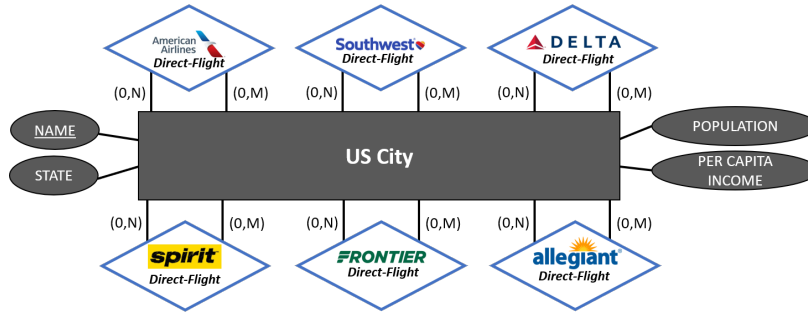 American
Airlines
Direct-Flight
Southwest
Direct-Flight
DELTA
Direct-Flight
(0,N) (0,M) (0,N) (0,M) (0,N) (0,M)
NAME
STATE
US City
POPULATION
PER CAPITA
INCOME
(0,N) (0,M) (0,N) (0,M) (0,N) (0,M)
spirit
Direct-Flight
FRONTIER
Direct-Flight
allegiant
Direct-Flight